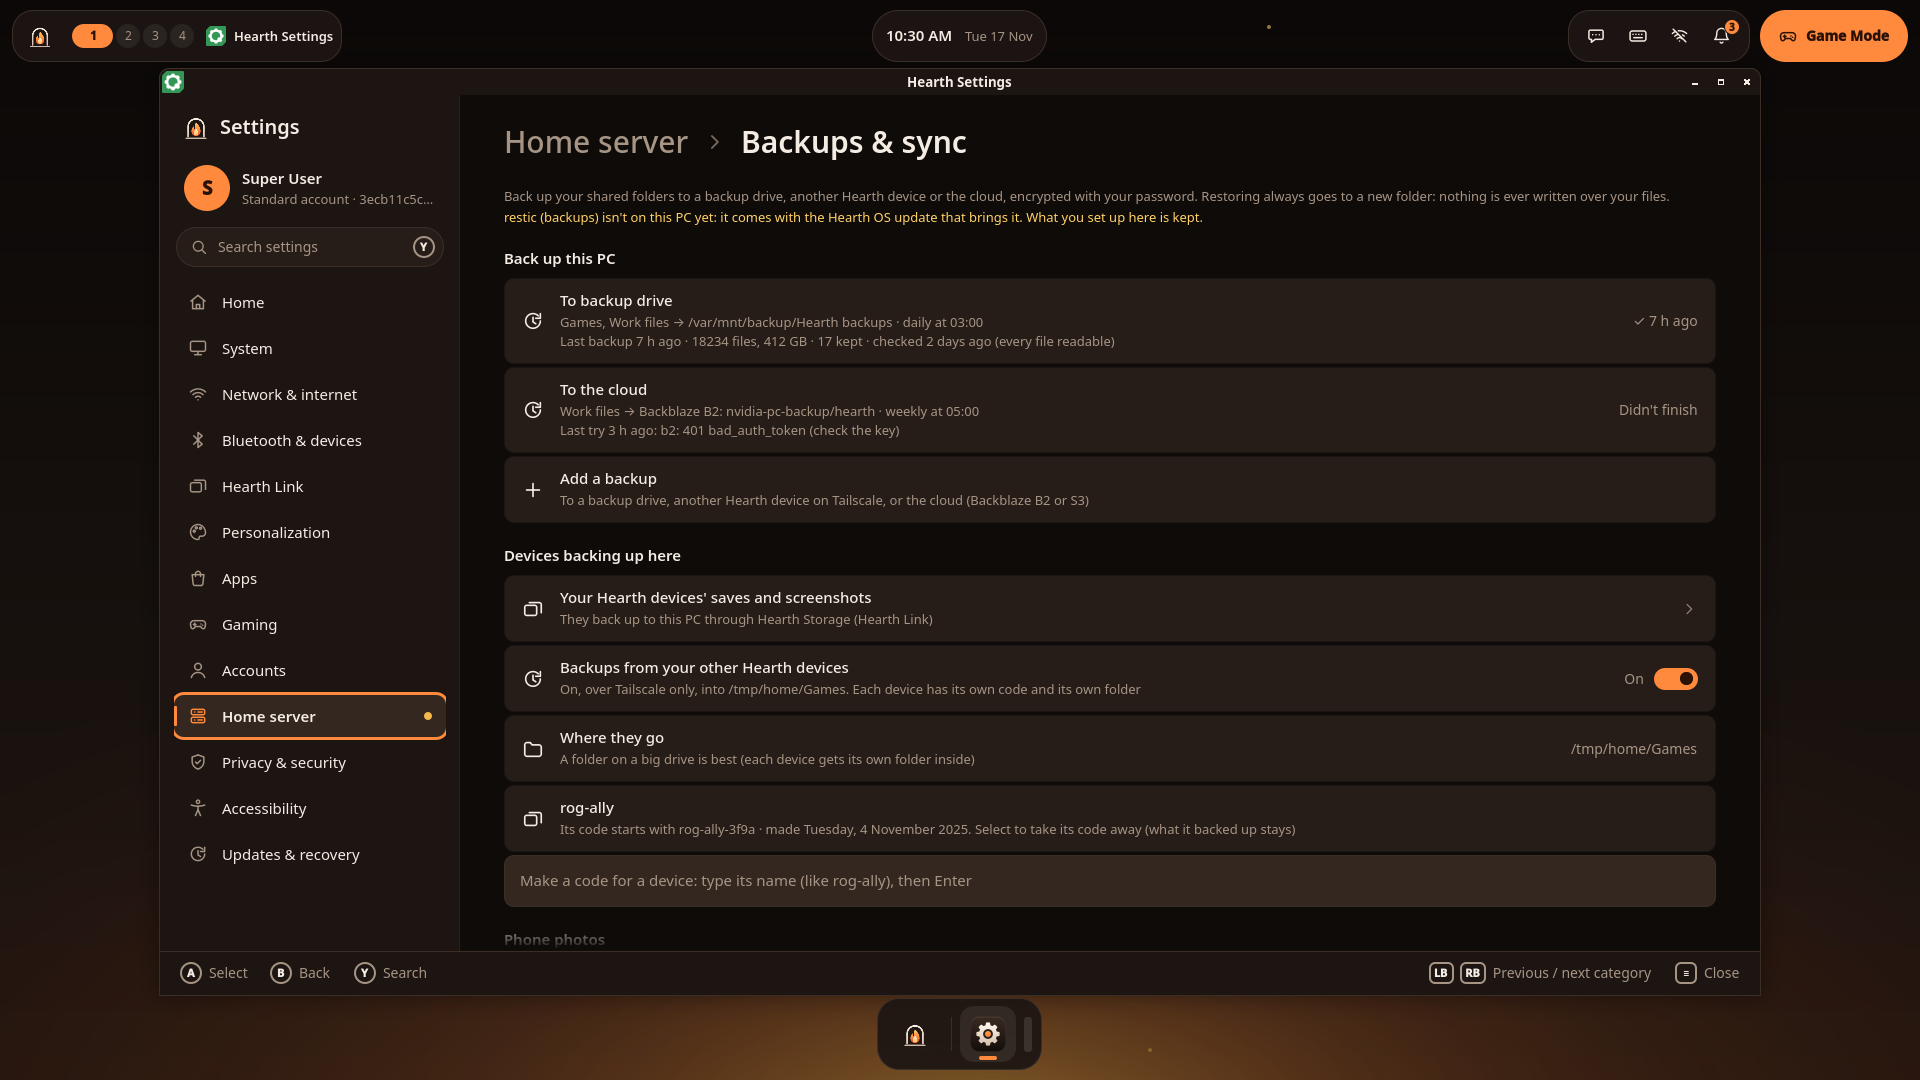 1 2 3 4 Hearth Settings
10:30 AM Tue 17 Nov
3
Game Mode
Hearth Settings
Settings
S
Super User
Standard account · 3ecb11c5c...
Search settings
Y
Home
System
Network & internet
Bluetooth & devices
Hearth Link
Personalization
Apps
Gaming
Accounts
Home server
Privacy & security
Accessibility
Updates & recovery
Home server > Backups & sync
Back up your shared folders to a backup drive, another Hearth device or the cloud, encrypted with your password. Restoring always goes to a new folder: nothing is ever written over your files.
restic (backups) isn't on this PC yet: it comes with the Hearth OS update that brings it. What you set up here is kept.
Back up this PC
To backup drive
Games, Work files → /var/mnt/backup/Hearth backups · daily at 03:00
Last backup 7 h ago · 18234 files, 412 GB · 17 kept · checked 2 days ago (every file readable)
✓ 7 h ago
To the cloud
Work files → Backblaze B2: nvidia-pc-backup/hearth · weekly at 05:00
Last try 3 h ago: b2: 401 bad_auth_token (check the key)
Didn't finish
Add a backup
To a backup drive, another Hearth device on Tailscale, or the cloud (Backblaze B2 or S3)
Devices backing up here
Your Hearth devices' saves and screenshots
They back up to this PC through Hearth Storage (Hearth Link)
Backups from your other Hearth devices
On, over Tailscale only, into /tmp/home/Games. Each device has its own code and its own folder
On
Where they go
A folder on a big drive is best (each device gets its own folder inside)
/tmp/home/Games
rog-ally
Its code starts with rog-ally-3f9a · made Tuesday, 4 November 2025. Select to take its code away (what it backed up stays)
Make a code for a device: type its name (like rog-ally), then Enter
Phone photos
A Select B Back Y Search
LB RB Previous / next category ≡ Close